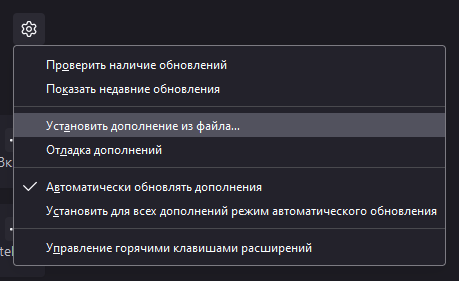 Проверить наличие обновлений
Показать недавние обновления
Установить дополнение из файла...
Отладка дополнений
Автоматически обновлять дополнения
Установить для всех дополнений режим автоматического обновления
Управление горячими клавишами расширений